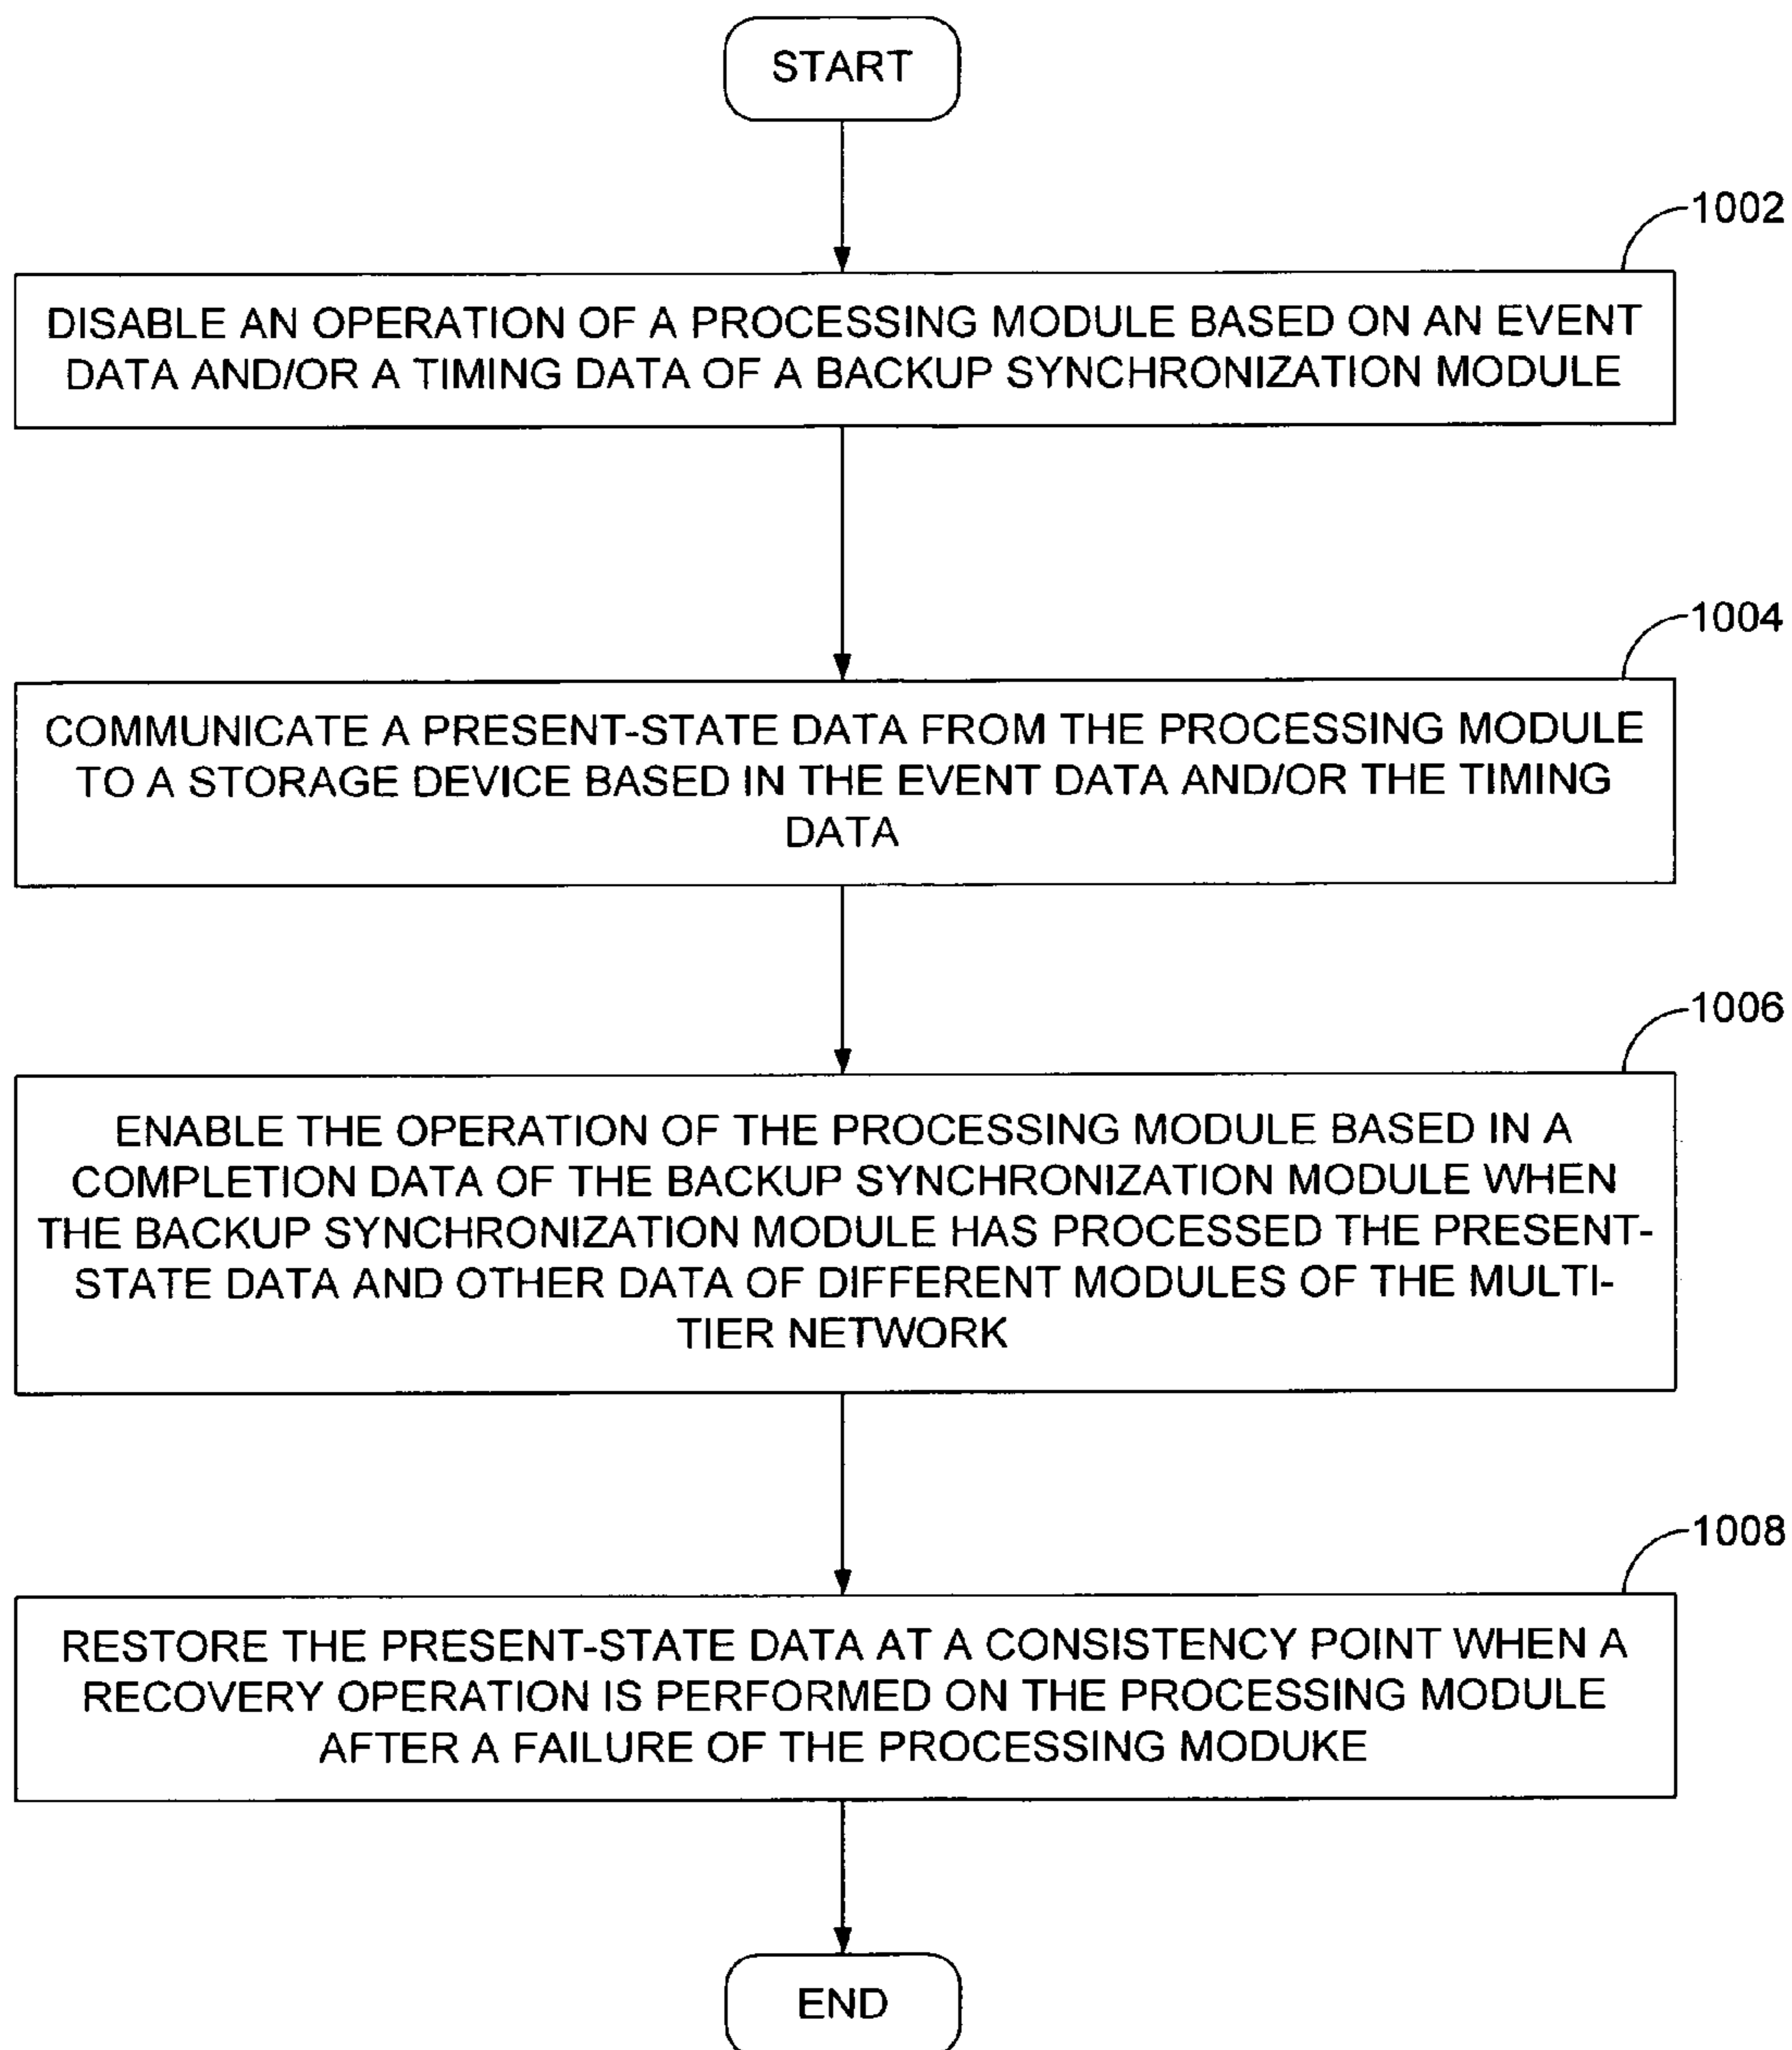 START
1002
DISABLE AN OPERATION OF A PROCESSING MODULE BASED ON AN EVENT
DATA AND/OR A TIMING DATA OF A BACKUP SYNCHRONIZATION MODULE
1004
COMMUNICATE A PRESENT-STATE DATA FROM THE PROCESSING MODULE
TO A STORAGE DEVICE BASED IN THE EVENT DATA AND/OR THE TIMING
DATA
1006
ENABLE THE OPERATION OF THE PROCESSING MODULE BASED IN A
COMPLETION DATA OF THE BACKUP SYNCHRONIZATION MODULE WHEN
THE BACKUP SYNCHRONIZATION MODULE HAS PROCESSED THE PRESENT-
STATE DATA AND OTHER DATA OF DIFFERENT MODULES OF THE MULTI-
TIER NETWORK
1008
RESTORE THE PRESENT-STATE DATA AT A CONSISTENCY POINT WHEN A
RECOVERY OPERATION IS PERFORMED ON THE PROCESSING MODULE
AFTER A FAILURE OF THE PROCESSING MODUKE
END